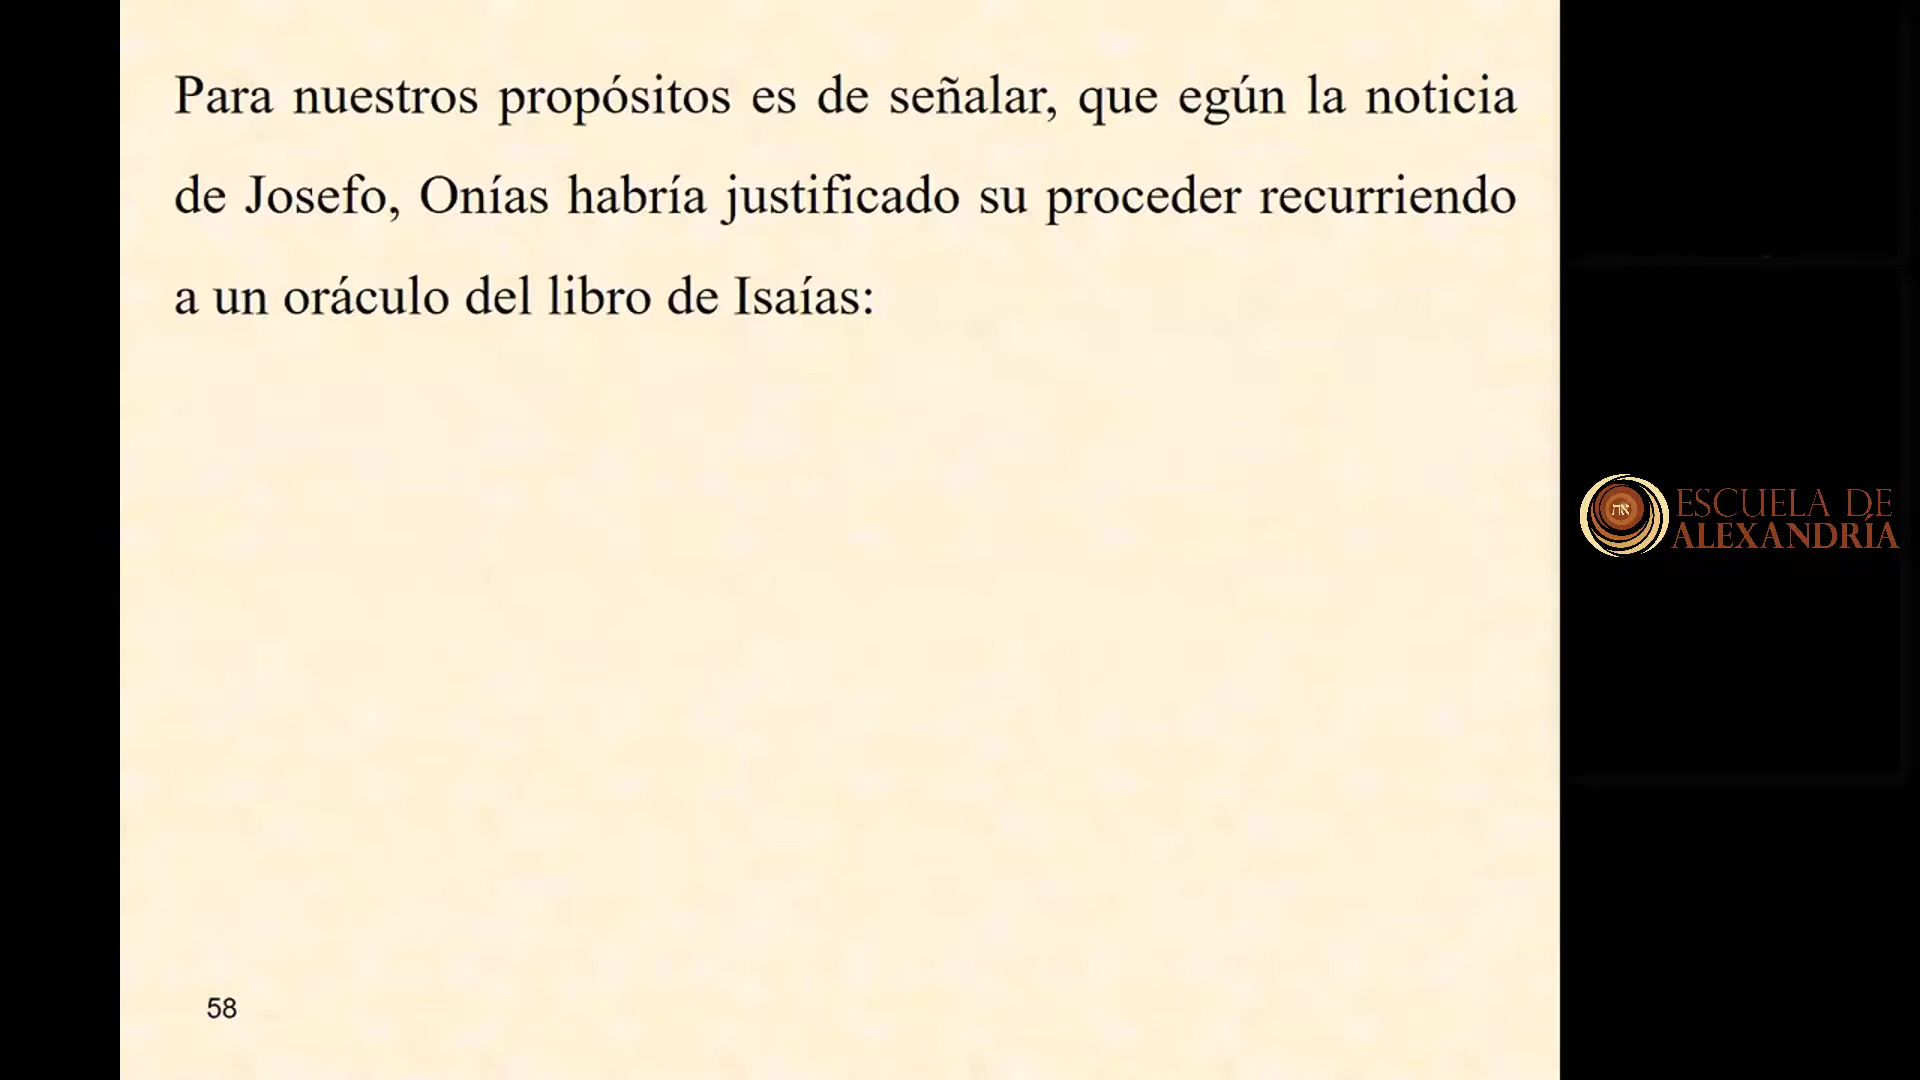 Para nuestros propósitos es de señalar, que egún la noticia
de Josefo, Onías habría justificado su proceder recurriendo
a un oráculo del libro de Isaías:
את
ESCUELA DE
ALEXANDRÍA
58